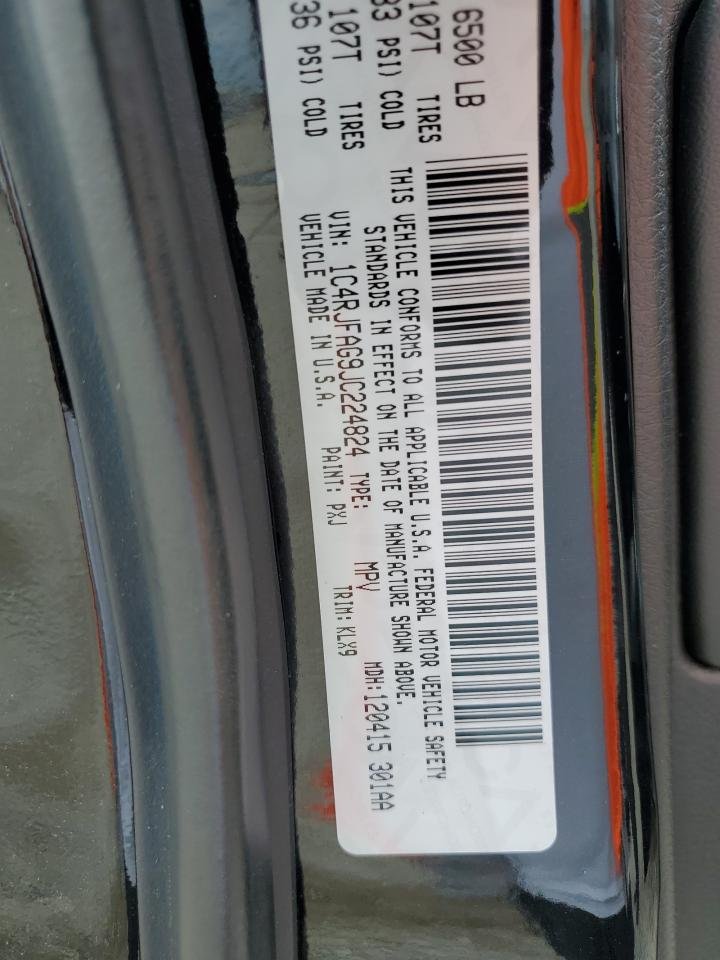 6500 LB
107T TIRES
83 PSI) COLD
107T TIRES
36 PSI) COLD
THIS VEHICLE CONFORMS TO ALL APPLICABLE U.S.A. FEDERAL MOTOR VEHICLE SAFETY
STANDARDS IN EFFECT ON THE DATE OF MANUFACTURE SHOWN ABOVE.
VIN: 1C4RJFAG9JC224824 TYPE: MPV MDH:120415 301AA
VEHICLE MADE IN U.S.A. PAINT: PXJ TRIM: KLX9